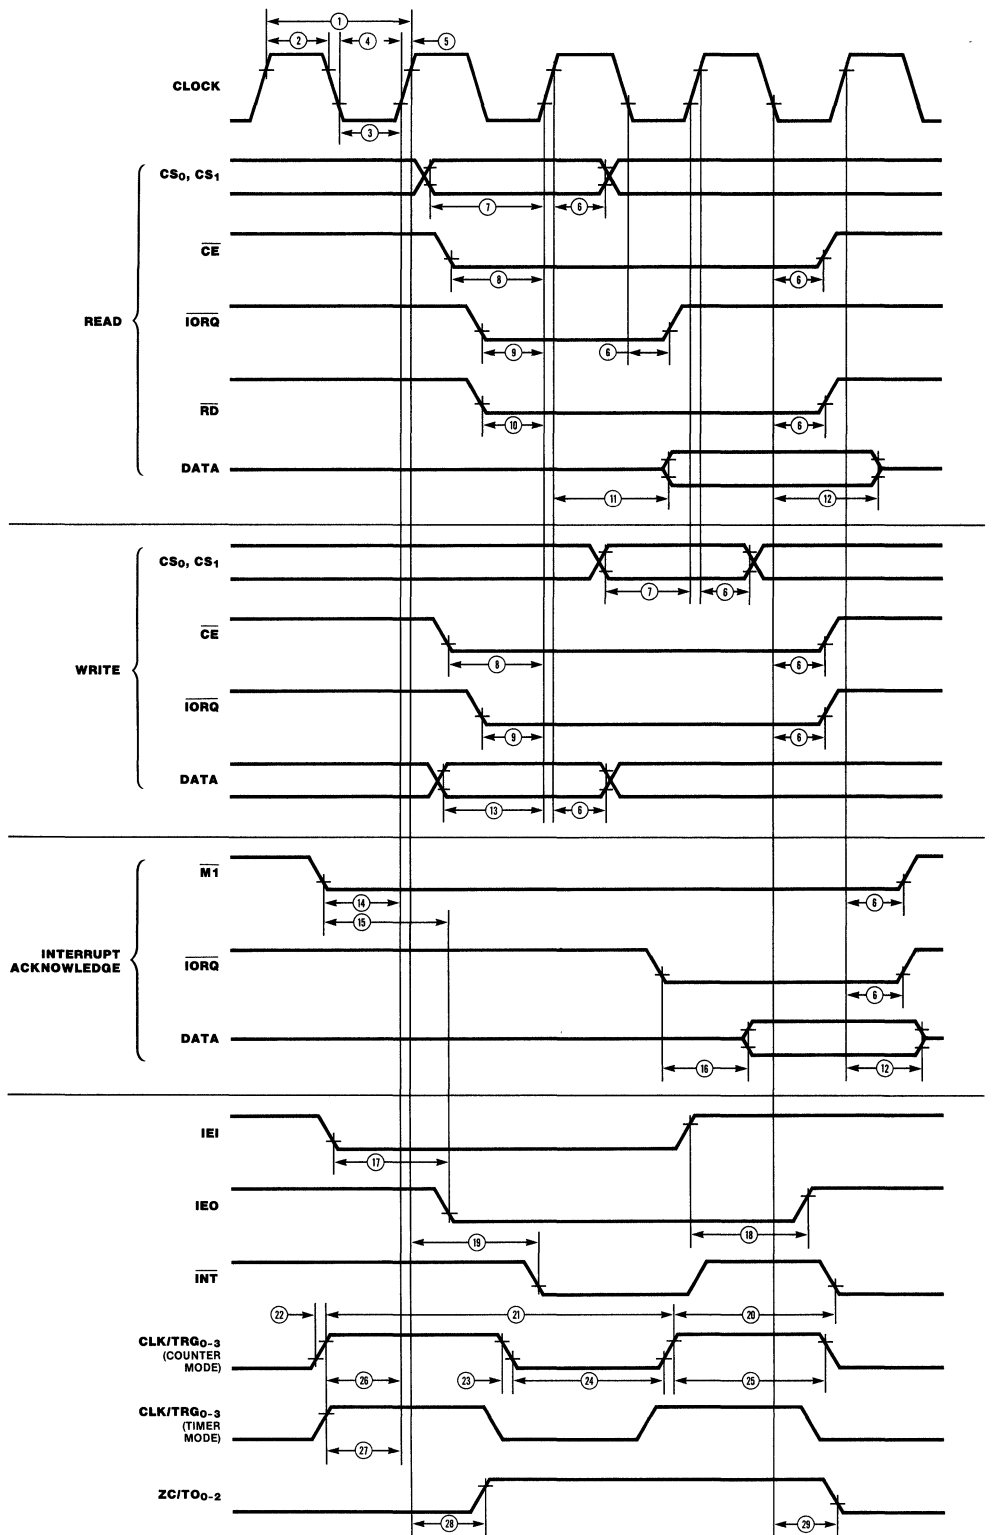 1
2
4
5
CLOCK
3
CS0, CS1
7
6
CE
8
6
READ
IORQ
9
6
RD
10
6
DATA
11
12
CS0, CS1
7
6
CE
8
6
WRITE
IORQ
9
6
DATA
13
6
M1
14
6
15
INTERRUPT
ACKNOWLEDGE
IORQ
6
DATA
16
12
IEI
17
IEO
18
19
INT
22
21
20
CLK/TRG0-3
(COUNTER
MODE)
26
23
24
25
CLK/TRG0-3
(TIMER
MODE)
27
ZC/TO0-2
28
29